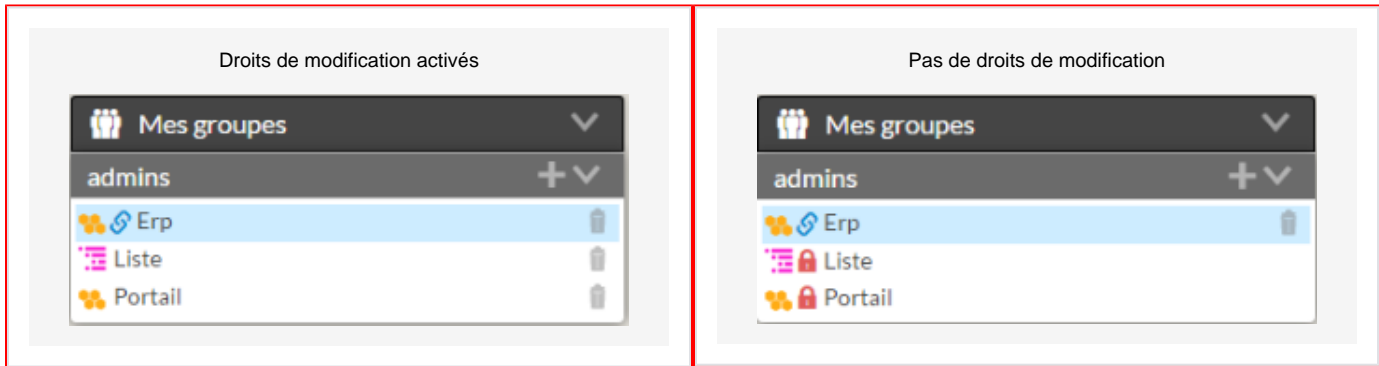 Droits de modification activés
Mes groupes
admins
Erp
Liste
Portail
Pas de droits de modification
Mes groupes
admins
Erp
Liste
Portail